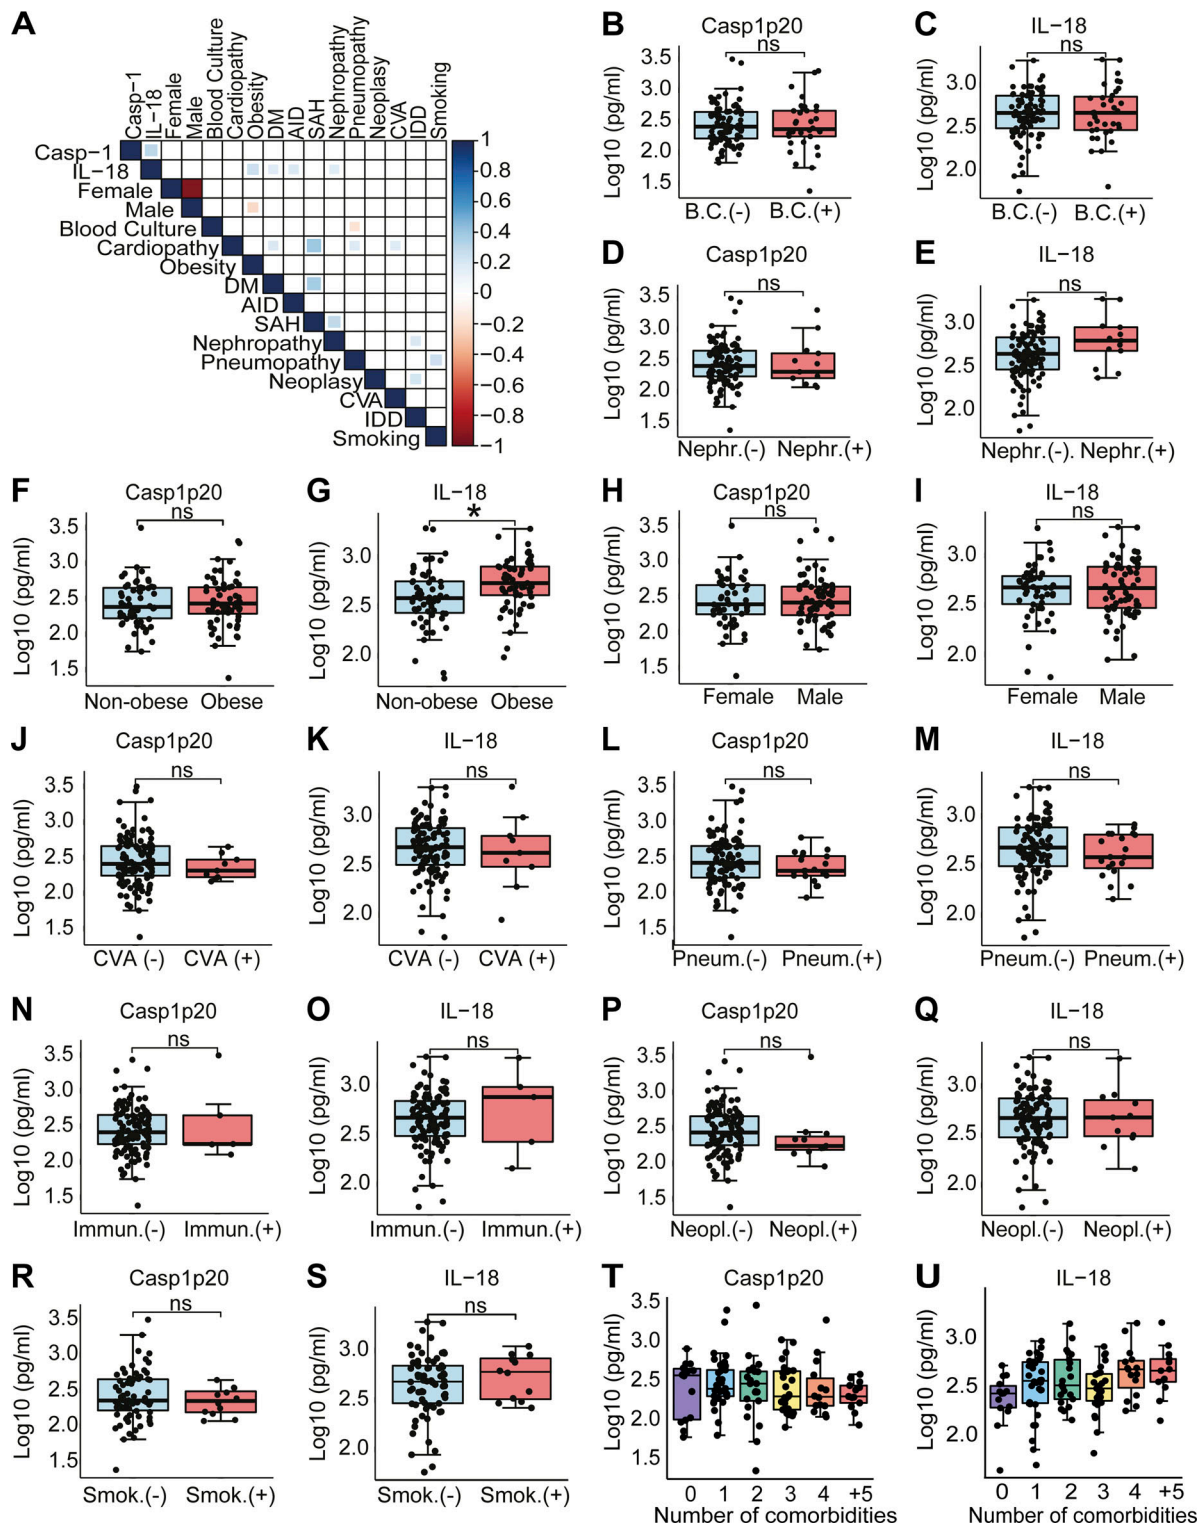 A
Casp-1
IL-18
Female
Male
Blood Culture
Cardiopathy
Obesity
DM
AID
SAH
Nephropathy
Pneumopathy
Neoplasy
CVA
IDD
Smoking
Casp-1
IL-18
Female
Male
Blood Culture
Cardiopathy
Obesity
DM
AID
SAH
Nephropathy
Pneumopathy
Neoplasy
CVA
IDD
Smoking
1
0.8
0.6
0.4
0.2
0
-0.2
-0.4
-0.6
-0.8
-1
B
Casp1p20
ns
Log10 (pg/ml)
3.5
3.0
2.5
2.0
1.5
B.C.(-) B.C.(+)
C
IL-18
ns
Log10 (pg/ml)
3.0
2.5
2.0
B.C.(-) B.C.(+)
D
Casp1p20
ns
Log10 (pg/ml)
3.5
3.0
2.5
2.0
1.5
Nephr.(-) Nephr.(+)
E
IL-18
ns
Log10 (pg/ml)
3.0
2.5
2.0
Nephr.(-). Nephr.(+)
F
Casp1p20
ns
Log10 (pg/ml)
3.5
3.0
2.5
2.0
1.5
Non-obese Obese
G
IL-18
*
Log10 (pg/ml)
3.0
2.5
2.0
Non-obese Obese
H
Casp1p20
ns
Log10 (pg/ml)
3.5
3.0
2.5
2.0
1.5
Female Male
I
IL-18
ns
Log10 (pg/ml)
3.0
2.5
2.0
Female Male
J
Casp1p20
ns
Log10 (pg/ml)
3.5
3.0
2.5
2.0
1.5
CVA (-) CVA (+)
K
IL-18
ns
Log10 (pg/ml)
3.0
2.5
2.0
CVA (-) CVA (+)
L
Casp1p20
ns
Log10 (pg/ml)
3.5
3.0
2.5
2.0
1.5
Pneum.(-) Pneum.(+)
M
IL-18
ns
Log10 (pg/ml)
3.0
2.5
2.0
Pneum.(-) Pneum.(+)
N
Casp1p20
ns
Log10 (pg/ml)
3.5
3.0
2.5
2.0
1.5
Immun.(-) Immun.(+)
O
IL-18
ns
Log10 (pg/ml)
3.0
2.5
2.0
Immun.(-) Immun.(+)
P
Casp1p20
ns
Log10 (pg/ml)
3.5
3.0
2.5
2.0
1.5
Neopl.(-) Neopl.(+)
Q
IL-18
ns
Log10 (pg/ml)
3.0
2.5
2.0
Neopl.(-) Neopl.(+)
R
Casp1p20
ns
Log10 (pg/ml)
3.5
3.0
2.5
2.0
1.5
Smok.(-) Smok.(+)
S
IL-18
ns
Log10 (pg/ml)
3.0
2.5
2.0
Smok.(-) Smok.(+)
T
Casp1p20
Log10 (pg/ml)
3.5
3.0
2.5
2.0
1.5
0 1 2 3 4 +5
Number of comorbidities
U
IL-18
Log10 (pg/ml)
3.0
2.5
2.0
0 1 2 3 4 +5
Number of comorbidities